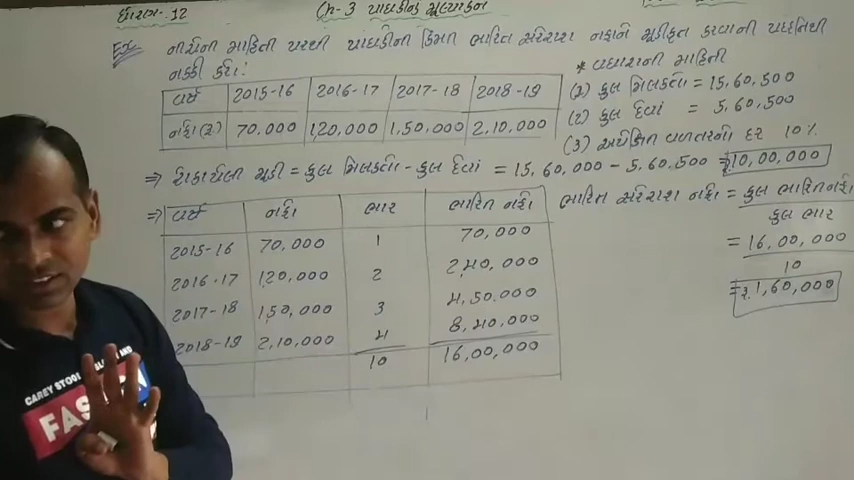 ધોરણ-12 Ch-3 પાઘડીનું મૂલ્યાંકન
Ex નીચેની માહિતી પરથી પાઘડીની કિંમત ભારિત સરેરાશ નફાને મૂડીકૃત કરવાની પદ્ધતિથી
નક્કી કરો:
* વધારાની માહિતી
વર્ષ 2015-16 2016-17 2017-18 2018-19
નફો(રૂ) 70,000 1,20,000 1,50,000 2,10,000
(1) કુલ મિલકતો = 15,60,500
(2) કુલ દેવાં = 5,60,500
(3) અપેક્ષિત વળતરનો દર 10%
⇒ રોકાયેલી મૂડી = કુલ મિલકતો - કુલ દેવાં = 15,60,000 - 5,60,500 = 10,00,000
⇒ વર્ષ નફો ભાર ભારિત નફો
2015-16 70,000 1 70,000
2016-17 1,20,000 2 2,40,000
2017-18 1,50,000 3 4,50,000
2018-19 2,10,000 4 8,40,000
10 16,00,000
ભારિત સરેરાશ નફો = કુલ ભારિત નફો
કુલ ભાર
= 16,00,000
10
= રૂ. 1,60,000
CAREY STOOL
FAS